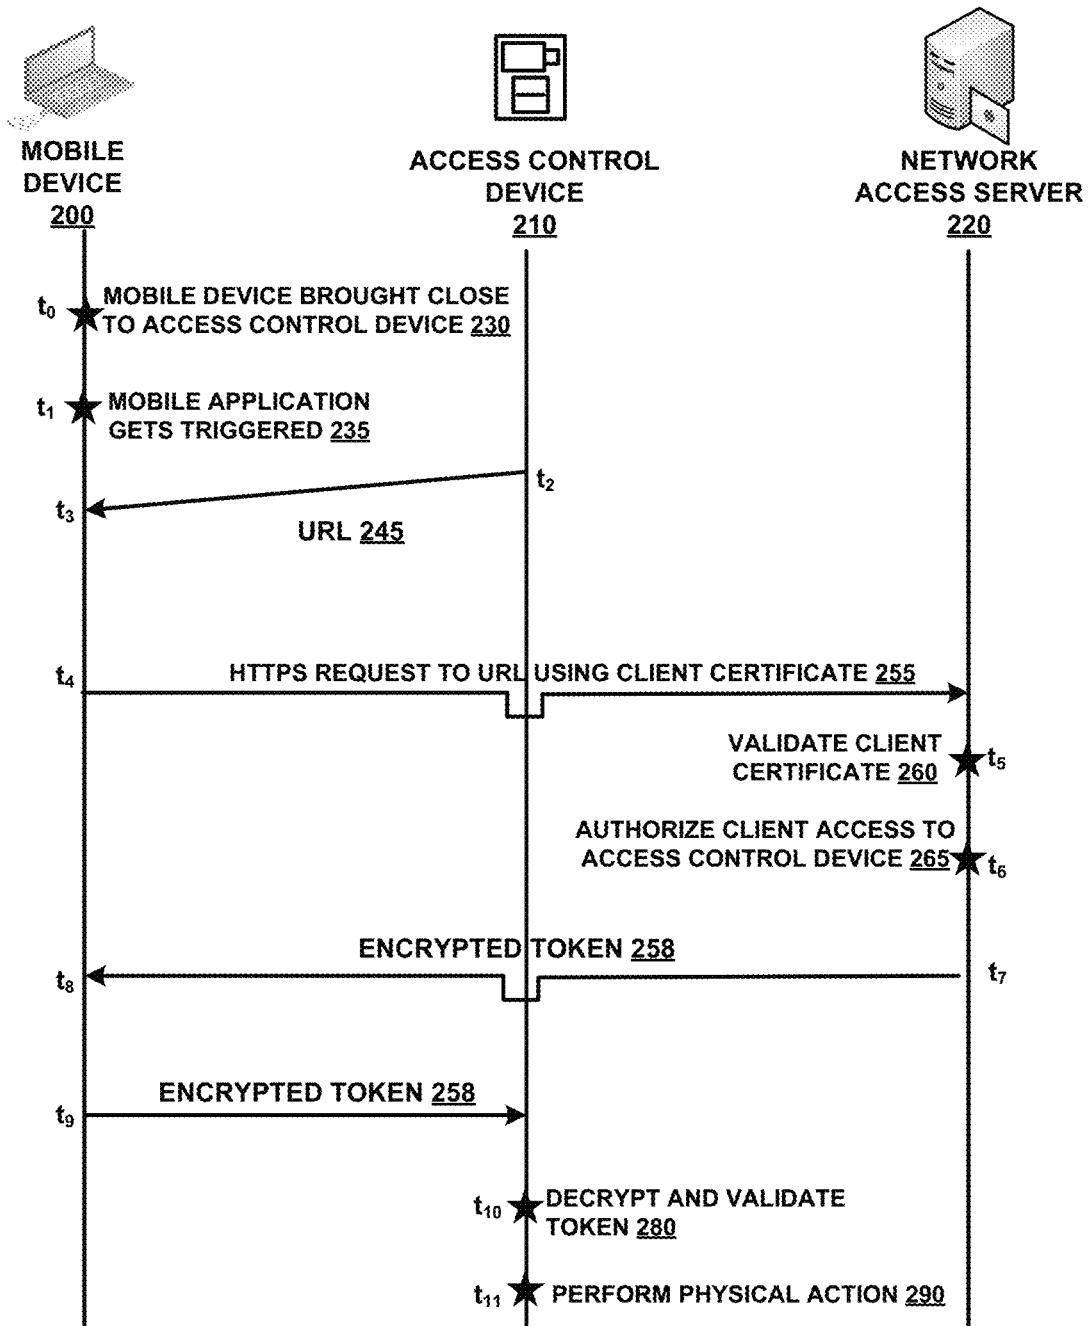 MOBILE
DEVICE
200
ACCESS CONTROL
DEVICE
210
NETWORK
ACCESS SERVER
220
t0
MOBILE DEVICE BROUGHT CLOSE
TO ACCESS CONTROL DEVICE 230
t1
MOBILE APPLICATION
GETS TRIGGERED 235
t2
t3
URL 245
t4
HTTPS REQUEST TO URL USING CLIENT CERTIFICATE 255
VALIDATE CLIENT
CERTIFICATE 260
t5
AUTHORIZE CLIENT ACCESS TO
ACCESS CONTROL DEVICE 265
t6
ENCRYPTED TOKEN 258
t7
t8
ENCRYPTED TOKEN 258
t9
t10
DECRYPT AND VALIDATE
TOKEN 280
t11
PERFORM PHYSICAL ACTION 290